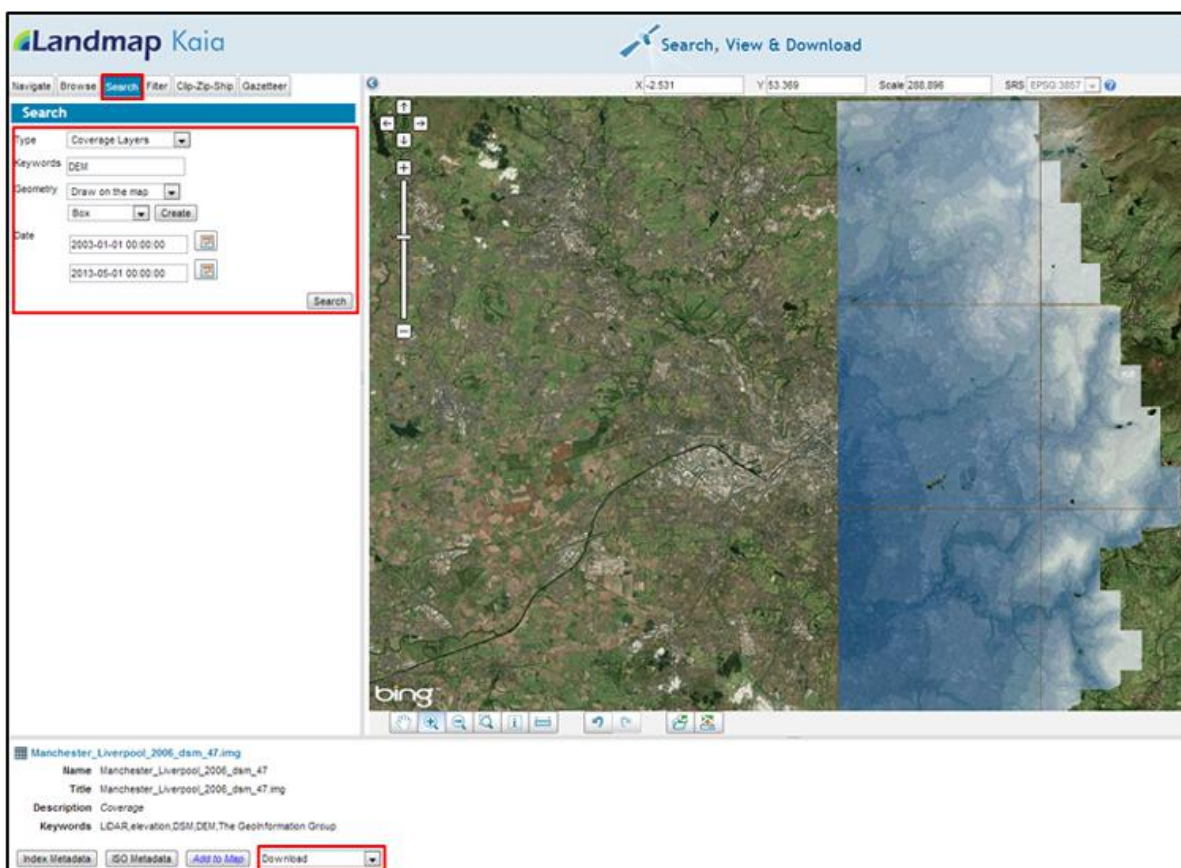 Landmap Kaia
Search, View & Download
Navigate Browse Search Filter Clip-Zip-Ship Gazetteer
X -2.531 Y 53.369 Scale 288,896 SRS EPSG:3857
Search
Type Coverage Layers
Keywords DEM
Geometry Draw on the map
Box Create
Date
2003-01-01 00:00:00
2013-05-01 00:00:00
Search
bing
Manchester_Liverpool_2006_dsm_47.img
Name Manchester_Liverpool_2006_dsm_47
Title Manchester_Liverpool_2006_dsm_47.img
Description Coverage
Keywords LiDAR,elevation,DSM,DEM,The GeoInformation Group
Index Metadata ISO Metadata Add to Map Download